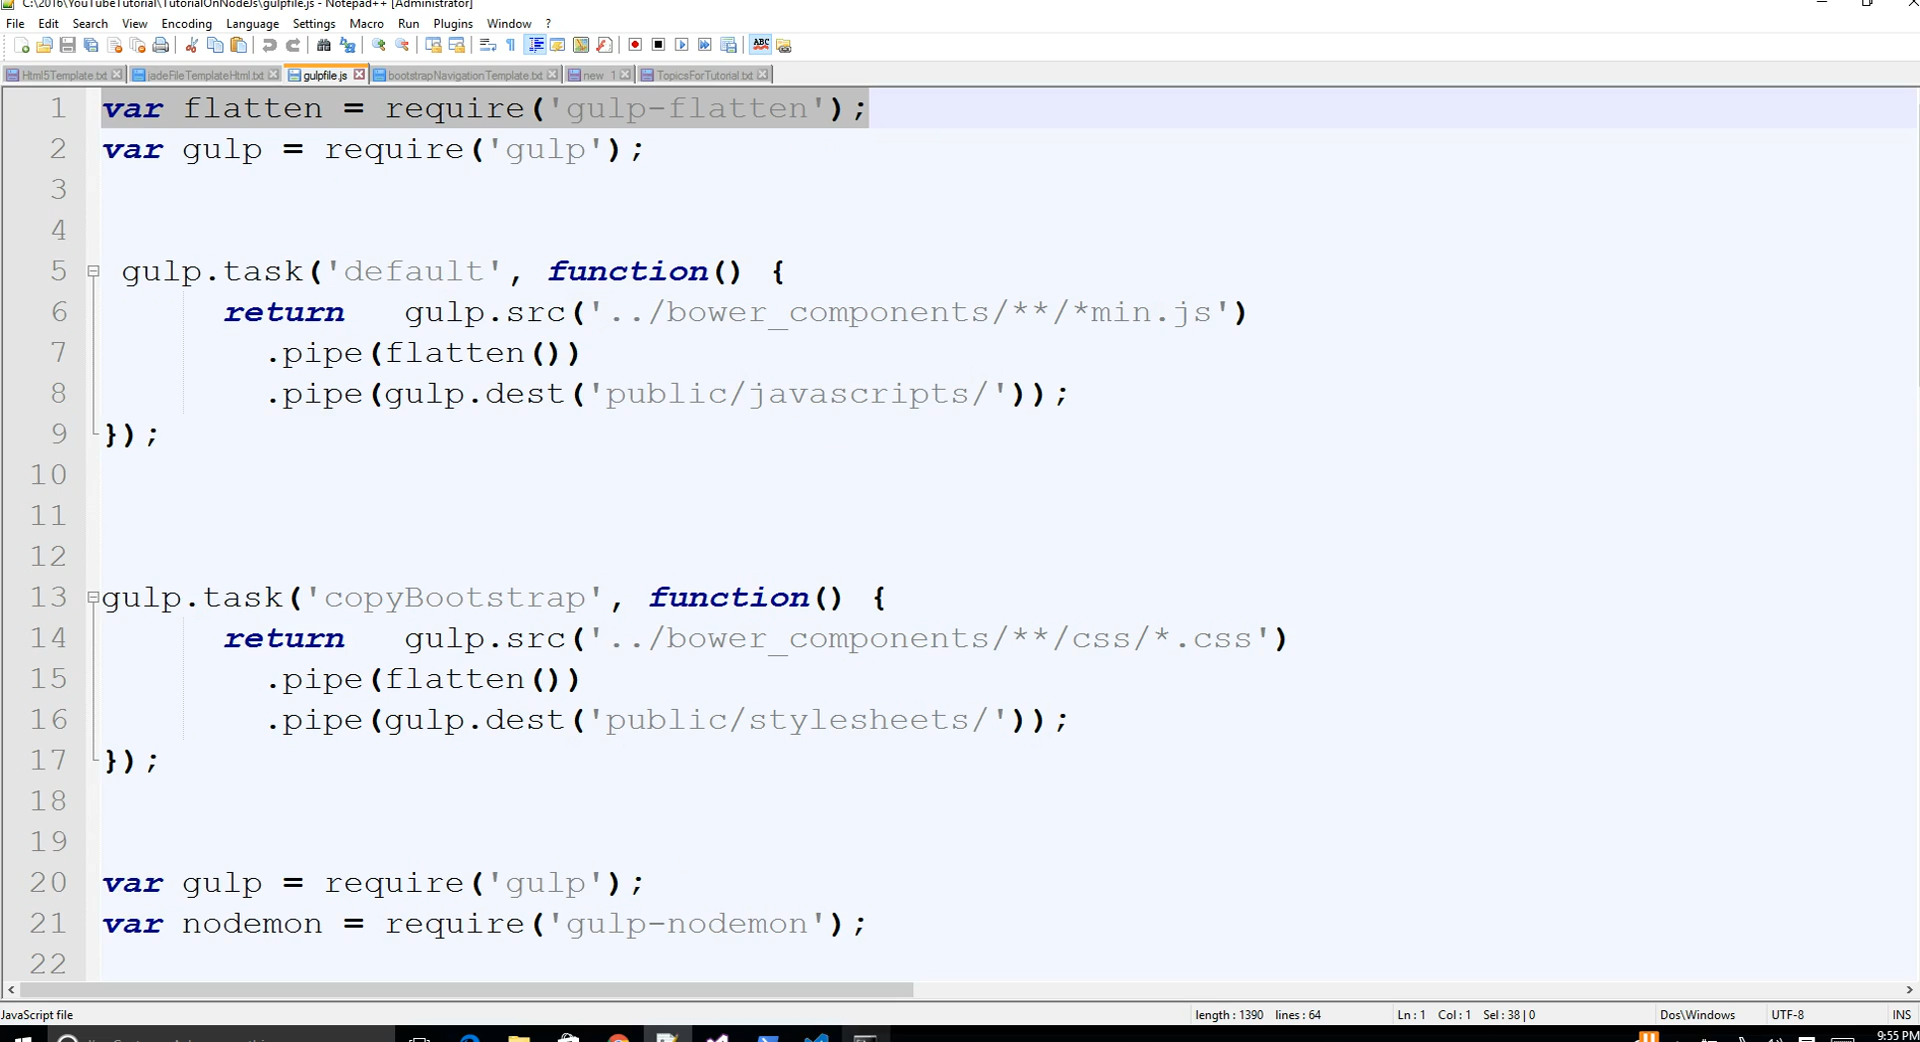 C:\2016\YouTubeTutorial\TutorialOnNodeJs\gulpfile.js - Notepad++ [Administrator]
File Edit Search View Encoding Language Settings Macro Run Plugins Window ?
ABC
Html5Template.txt jadeFileTemplateHtml.txt gulpfile.js bootstrapNavigationTemplate.txt new 1 TopicsForTutorial.txt
1 var flatten = require('gulp-flatten');
2 var gulp = require('gulp');
3
4
5 gulp.task('default', function() {
6 return gulp.src('../bower_components/**/*min.js')
7 .pipe(flatten())
8 .pipe(gulp.dest('public/javascripts/'));
9 });
10
11
12
13 gulp.task('copyBootstrap', function() {
14 return gulp.src('../bower_components/**/css/*.css')
15 .pipe(flatten())
16 .pipe(gulp.dest('public/stylesheets/'));
17 });
18
19
20 var gulp = require('gulp');
21 var nodemon = require('gulp-nodemon');
22
JavaScript file length : 1390 lines : 64 Ln : 1 Col : 1 Sel : 38 | 0 Dos\Windows UTF-8 INS
9:55 PM